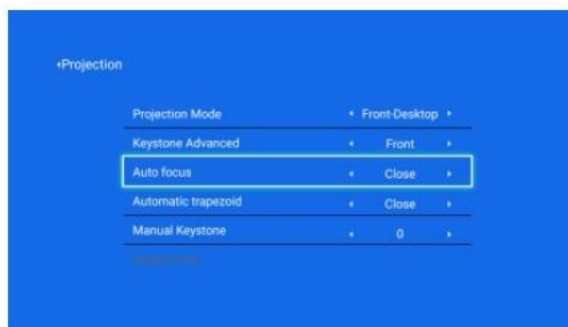 Projection
Projection Mode Front-Desktop
Keystone Advanced Front
Auto focus Close
Automatic trapezoid Close
Manual Keystone 0